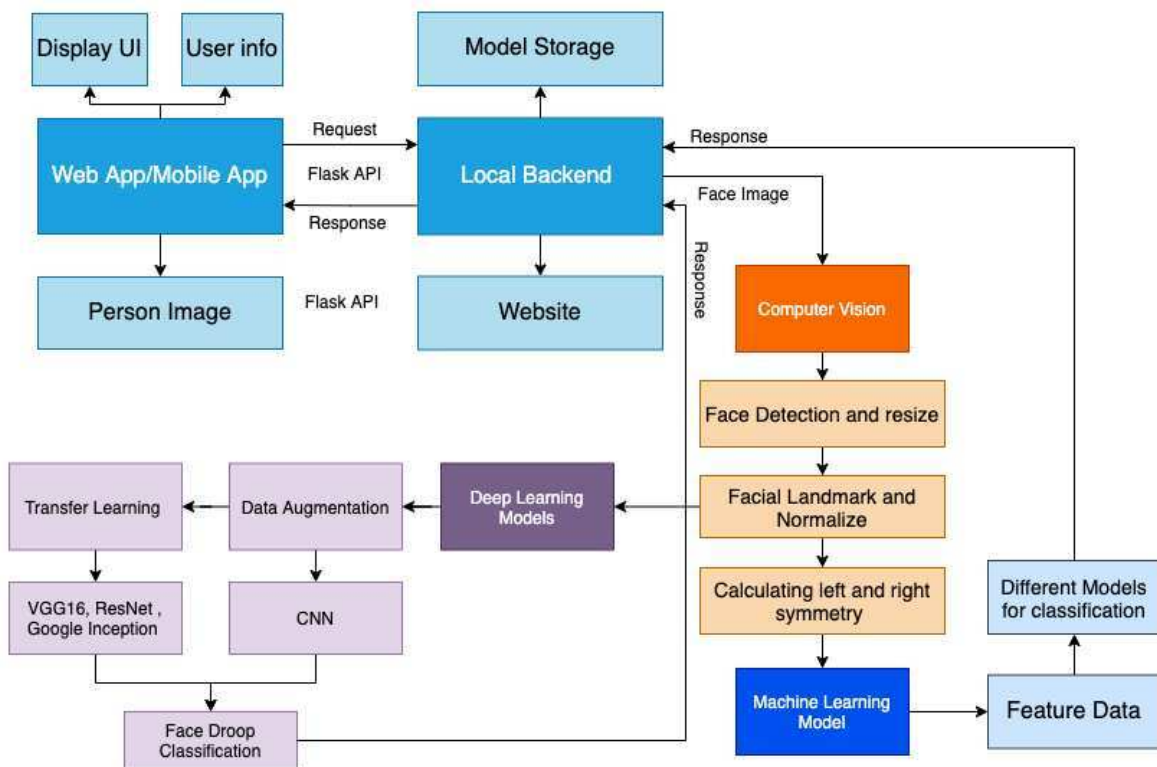 Display UI
User info
Model Storage
Web App/Mobile App
Request
Flask API
Response
Local Backend
Response
Face Image
Response
Person Image
Flask API
Website
Computer Vision
Face Detection and resize
Transfer Learning
Data Augmentation
Deep Learning
Models
Facial Landmark and
Normalize
VGG16, ResNet ,
Google Inception
CNN
Calculating left and right
symmetry
Different Models
for classification
Face Droop
Classification
Machine Learning
Model
Feature Data